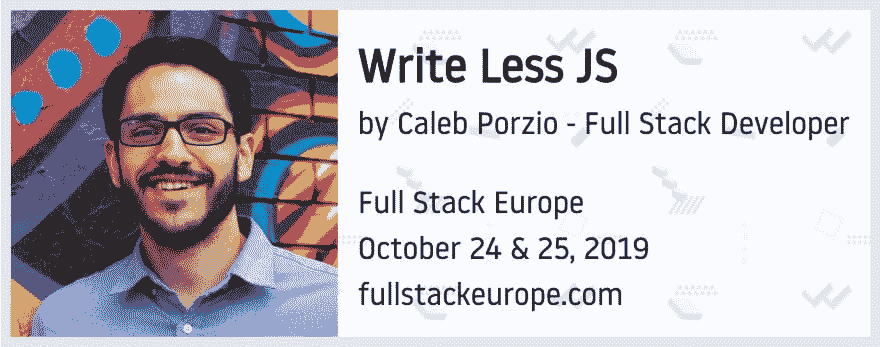 Write Less JS
by Caleb Porzio - Full Stack Developer
Full Stack Europe
October 24 & 25, 2019
fullstackeurope.com